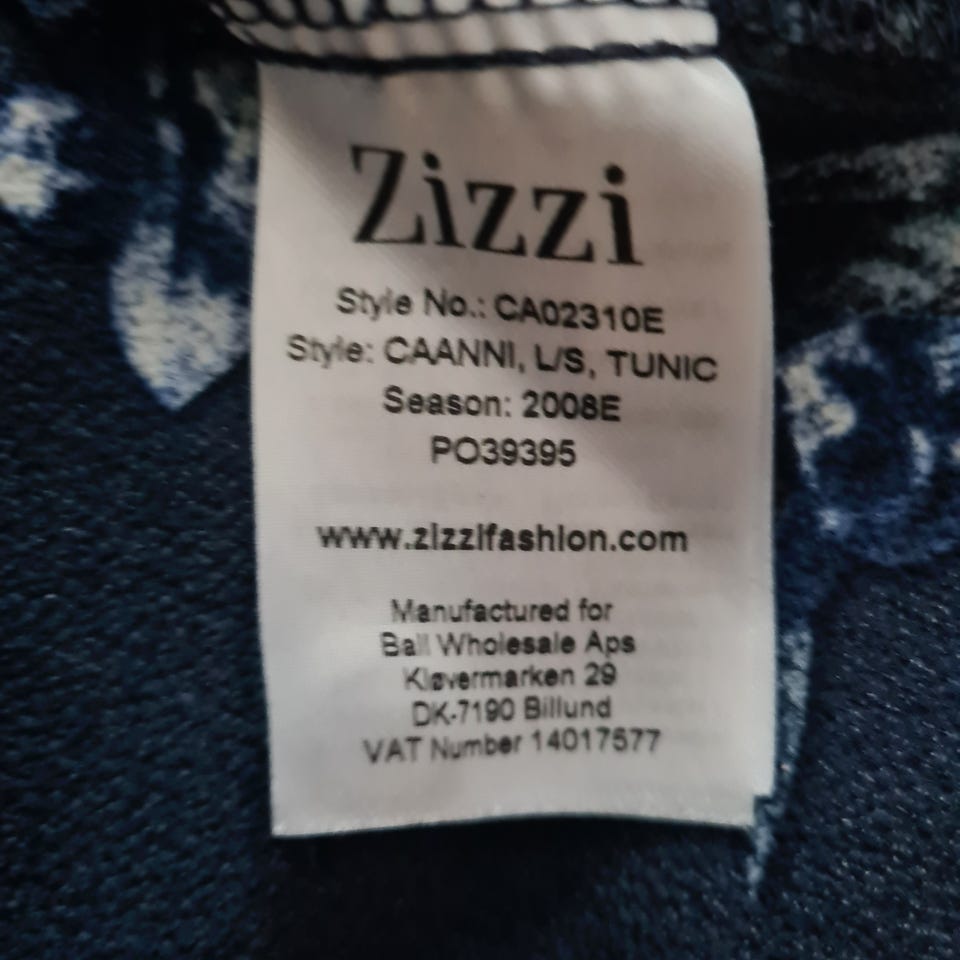 Zizzi
Style No.: CA02310E
Style: CAANNI, L/S, TUNIC
Season: 2008E
PO39395
www.zizzifashion.com
Manufactured for
Ball Wholesale Aps
Kløvermarken 29
DK-7190 Billund
VAT Number 14017577